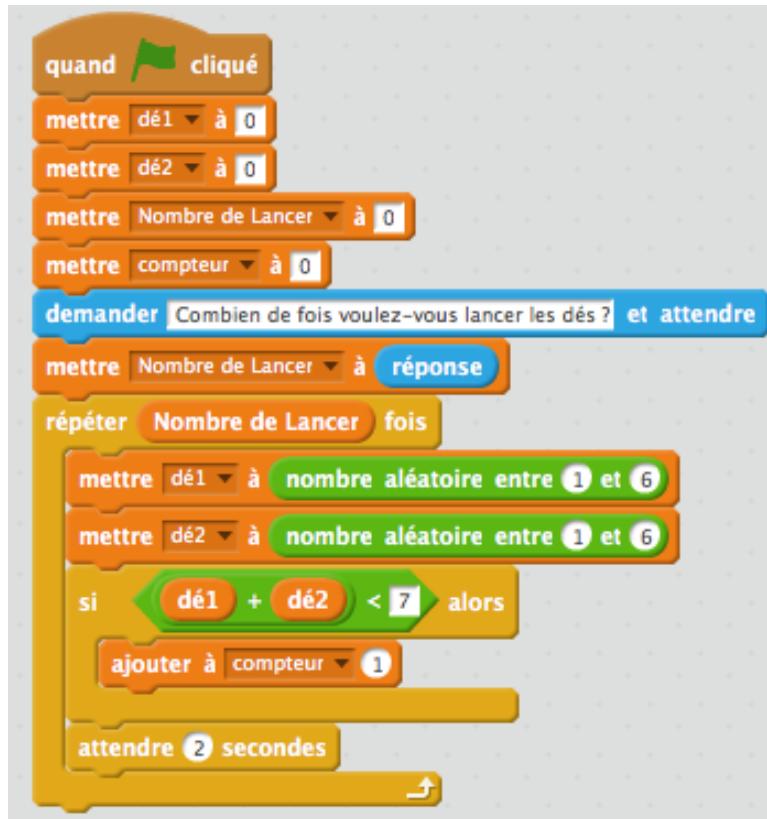 quand cliqué
mettre dé1 à 0
mettre dé2 à 0
mettre Nombre de Lancer à 0
mettre compteur à 0
demander Combien de fois voulez-vous lancer les dés ? et attendre
mettre Nombre de Lancer à réponse
répéter Nombre de Lancer fois
mettre dé1 à nombre aléatoire entre 1 et 6
mettre dé2 à nombre aléatoire entre 1 et 6
si dé1 + dé2 < 7 alors
ajouter à compteur 1
attendre 2 secondes